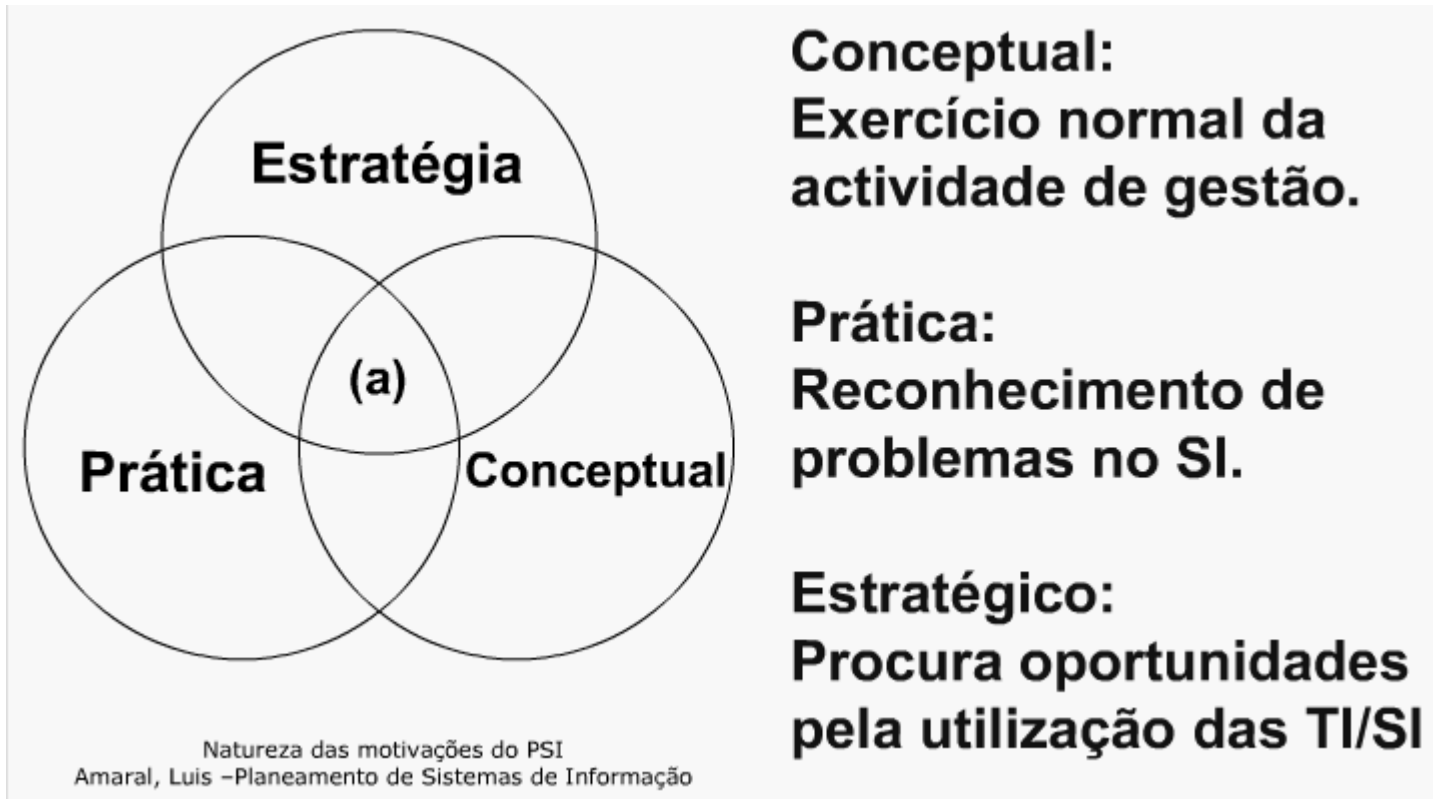 Estratégia
(a)
Prática
Conceptual
Natureza das motivações do PSI
Amaral, Luis –Planeamento de Sistemas de Informação
Conceptual:
Exercício normal da
actividade de gestão.
Prática:
Reconhecimento de
problemas no SI.
Estratégico:
Procura oportunidades
pela utilização das TI/SI